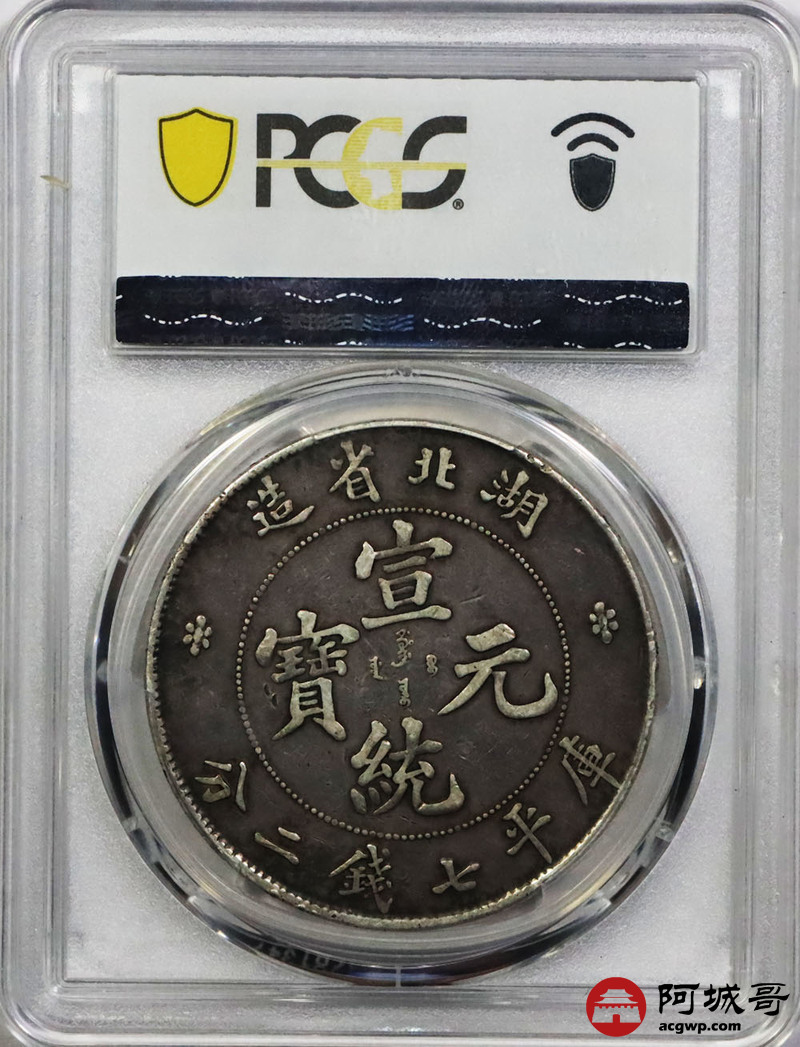 PCGS
湖北省造
宣統元寶
庫平七錢二分
阿城哥
acgwp.com